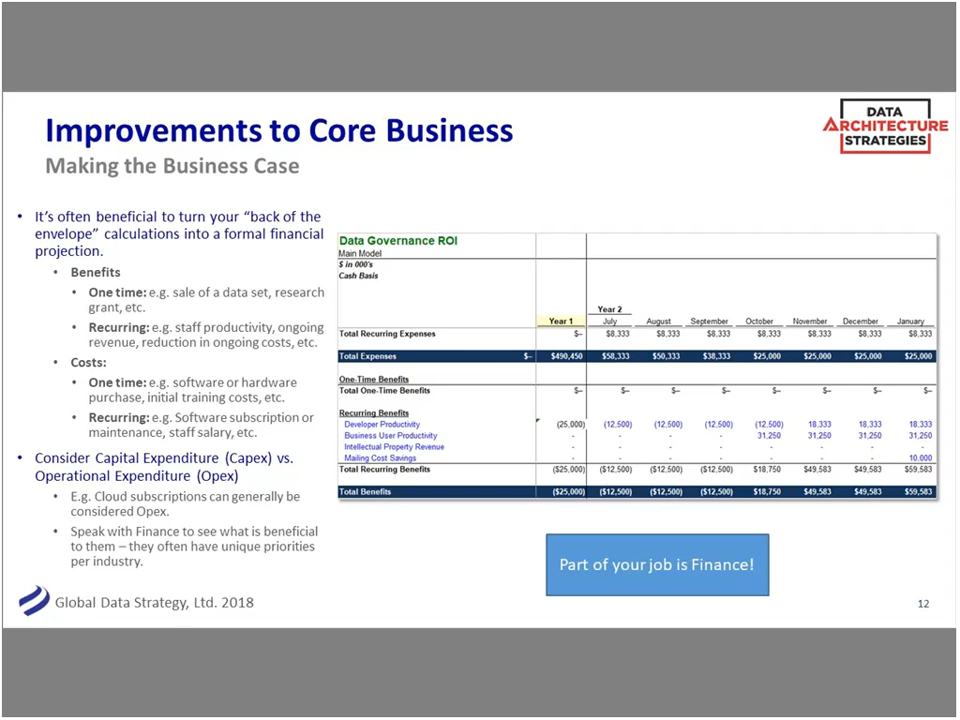 Improvements to Core Business
Making the Business Case
DATA
ARCHITECTURE
STRATEGIES
• It's often beneficial to turn your “back of the
envelope” calculations into a formal financial
projection.
• Benefits
• One time: e.g. sale of a data set, research
grant, etc.
• Recurring: e.g. staff productivity, ongoing
revenue, reduction in ongoing costs, etc.
• Costs:
• One time: e.g. software or hardware
purchase, initial training costs, etc.
• Recurring: e.g. Software subscription or
maintenance, staff salary, etc.
• Consider Capital Expenditure (Capex) vs.
Operational Expenditure (Opex)
• E.g. Cloud subscriptions can generally be
considered Opex.
• Speak with Finance to see what is beneficial
to them – they often have unique priorities
per industry.
Data Governance ROI
Main Model
$ in 000's
Cash Basis
Year 2
Year 1 July August September October November December January
Total Recurring Expenses $– $8,333 $8,333 $8,333 $8,333 $8,333 $8,333 $8,333
Total Expenses $– $490,450 $58,333 $50,333 $38,333 $25,000 $25,000 $25,000 $25,000
One-Time Benefits
Total One-Time Benefits $– $– $– $– $– $– $– $–
Recurring Benefits
Developer Productivity (25,000) (12,500) (12,500) (12,500) (12,500) 18.333 18.333 18.333
Business User Productivity - - - - 31,250 31,250 31,250 31,250
Intellectual Property Revenue - - - - - - - -
Mailing Cost Savings - - - - - - - 10.000
Total Recurring Benefits ($25,000) ($12,500) ($12,500) ($12,500) $18,750 $49,583 $49,583 $59,583
Total Benefits ($25,000) ($12,500) ($12,500) ($12,500) $18,750 $49,583 $49,583 $59,583
Part of your job is Finance!
Global Data Strategy, Ltd. 2018
12